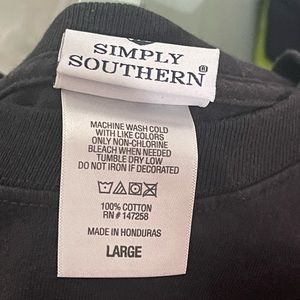 SIMPLY
SOUTHERN®
MACHINE WASH COLD
WITH LIKE COLORS
ONLY NON-CHLORINE
BLEACH WHEN NEEDED
TUMBLE DRY LOW
DO NOT IRON IF DECORATED
100% COTTON
RN # 147258
MADE IN HONDURAS
LARGE